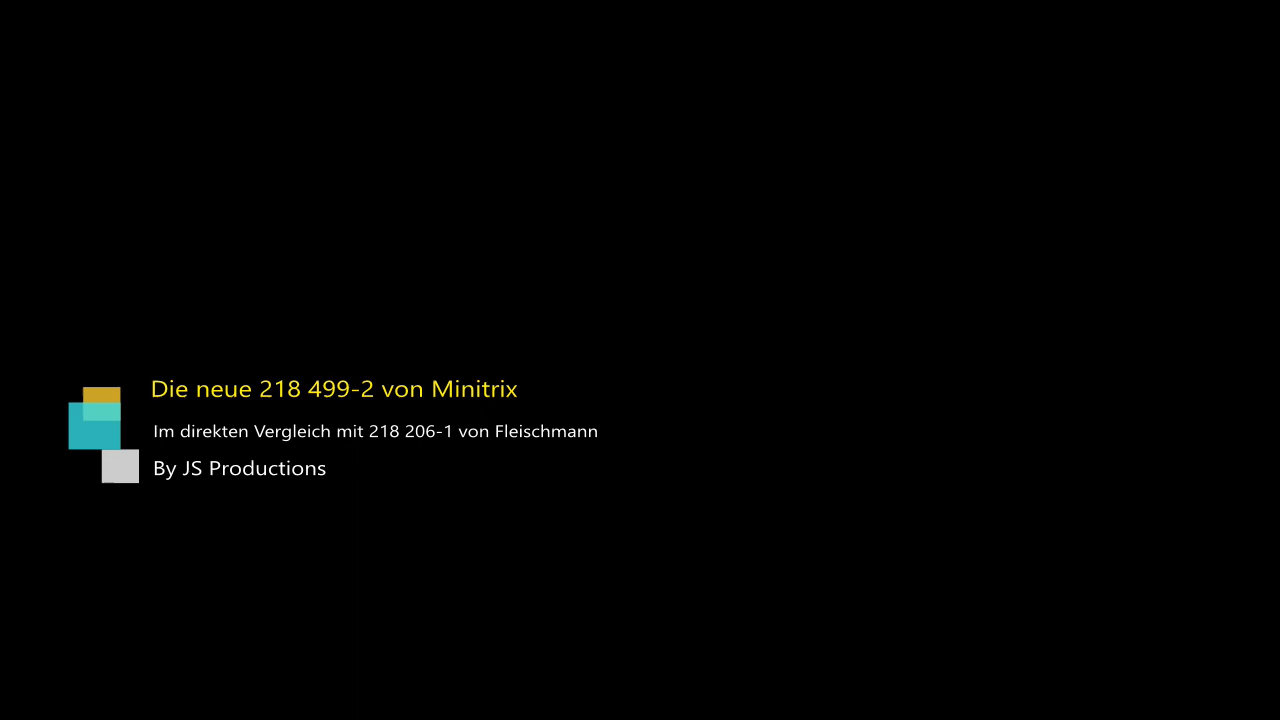 Die neue 218 499-2 von Minitrix
Im direkten Vergleich mit 218 206-1 von Fleischmann
By JS Productions